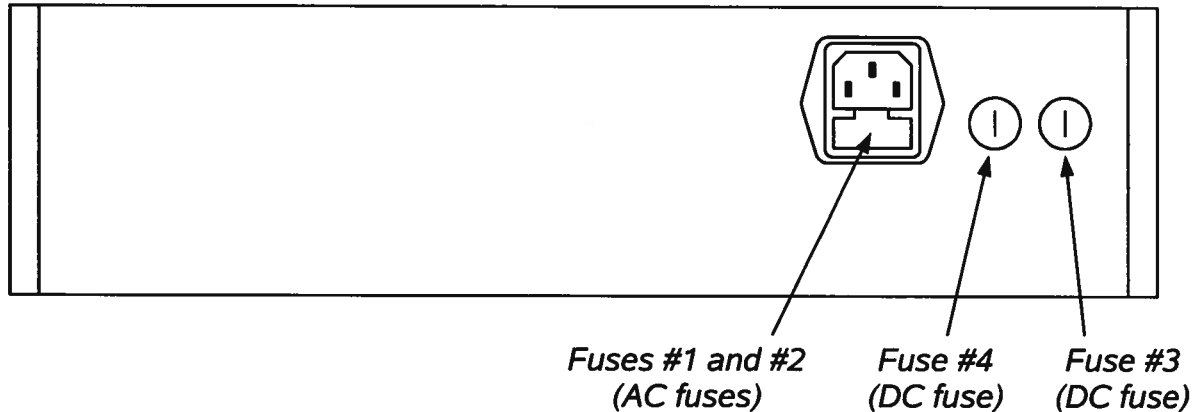 Fuses #1 and #2
(AC fuses)
Fuse #4
(DC fuse)
Fuse #3
(DC fuse)